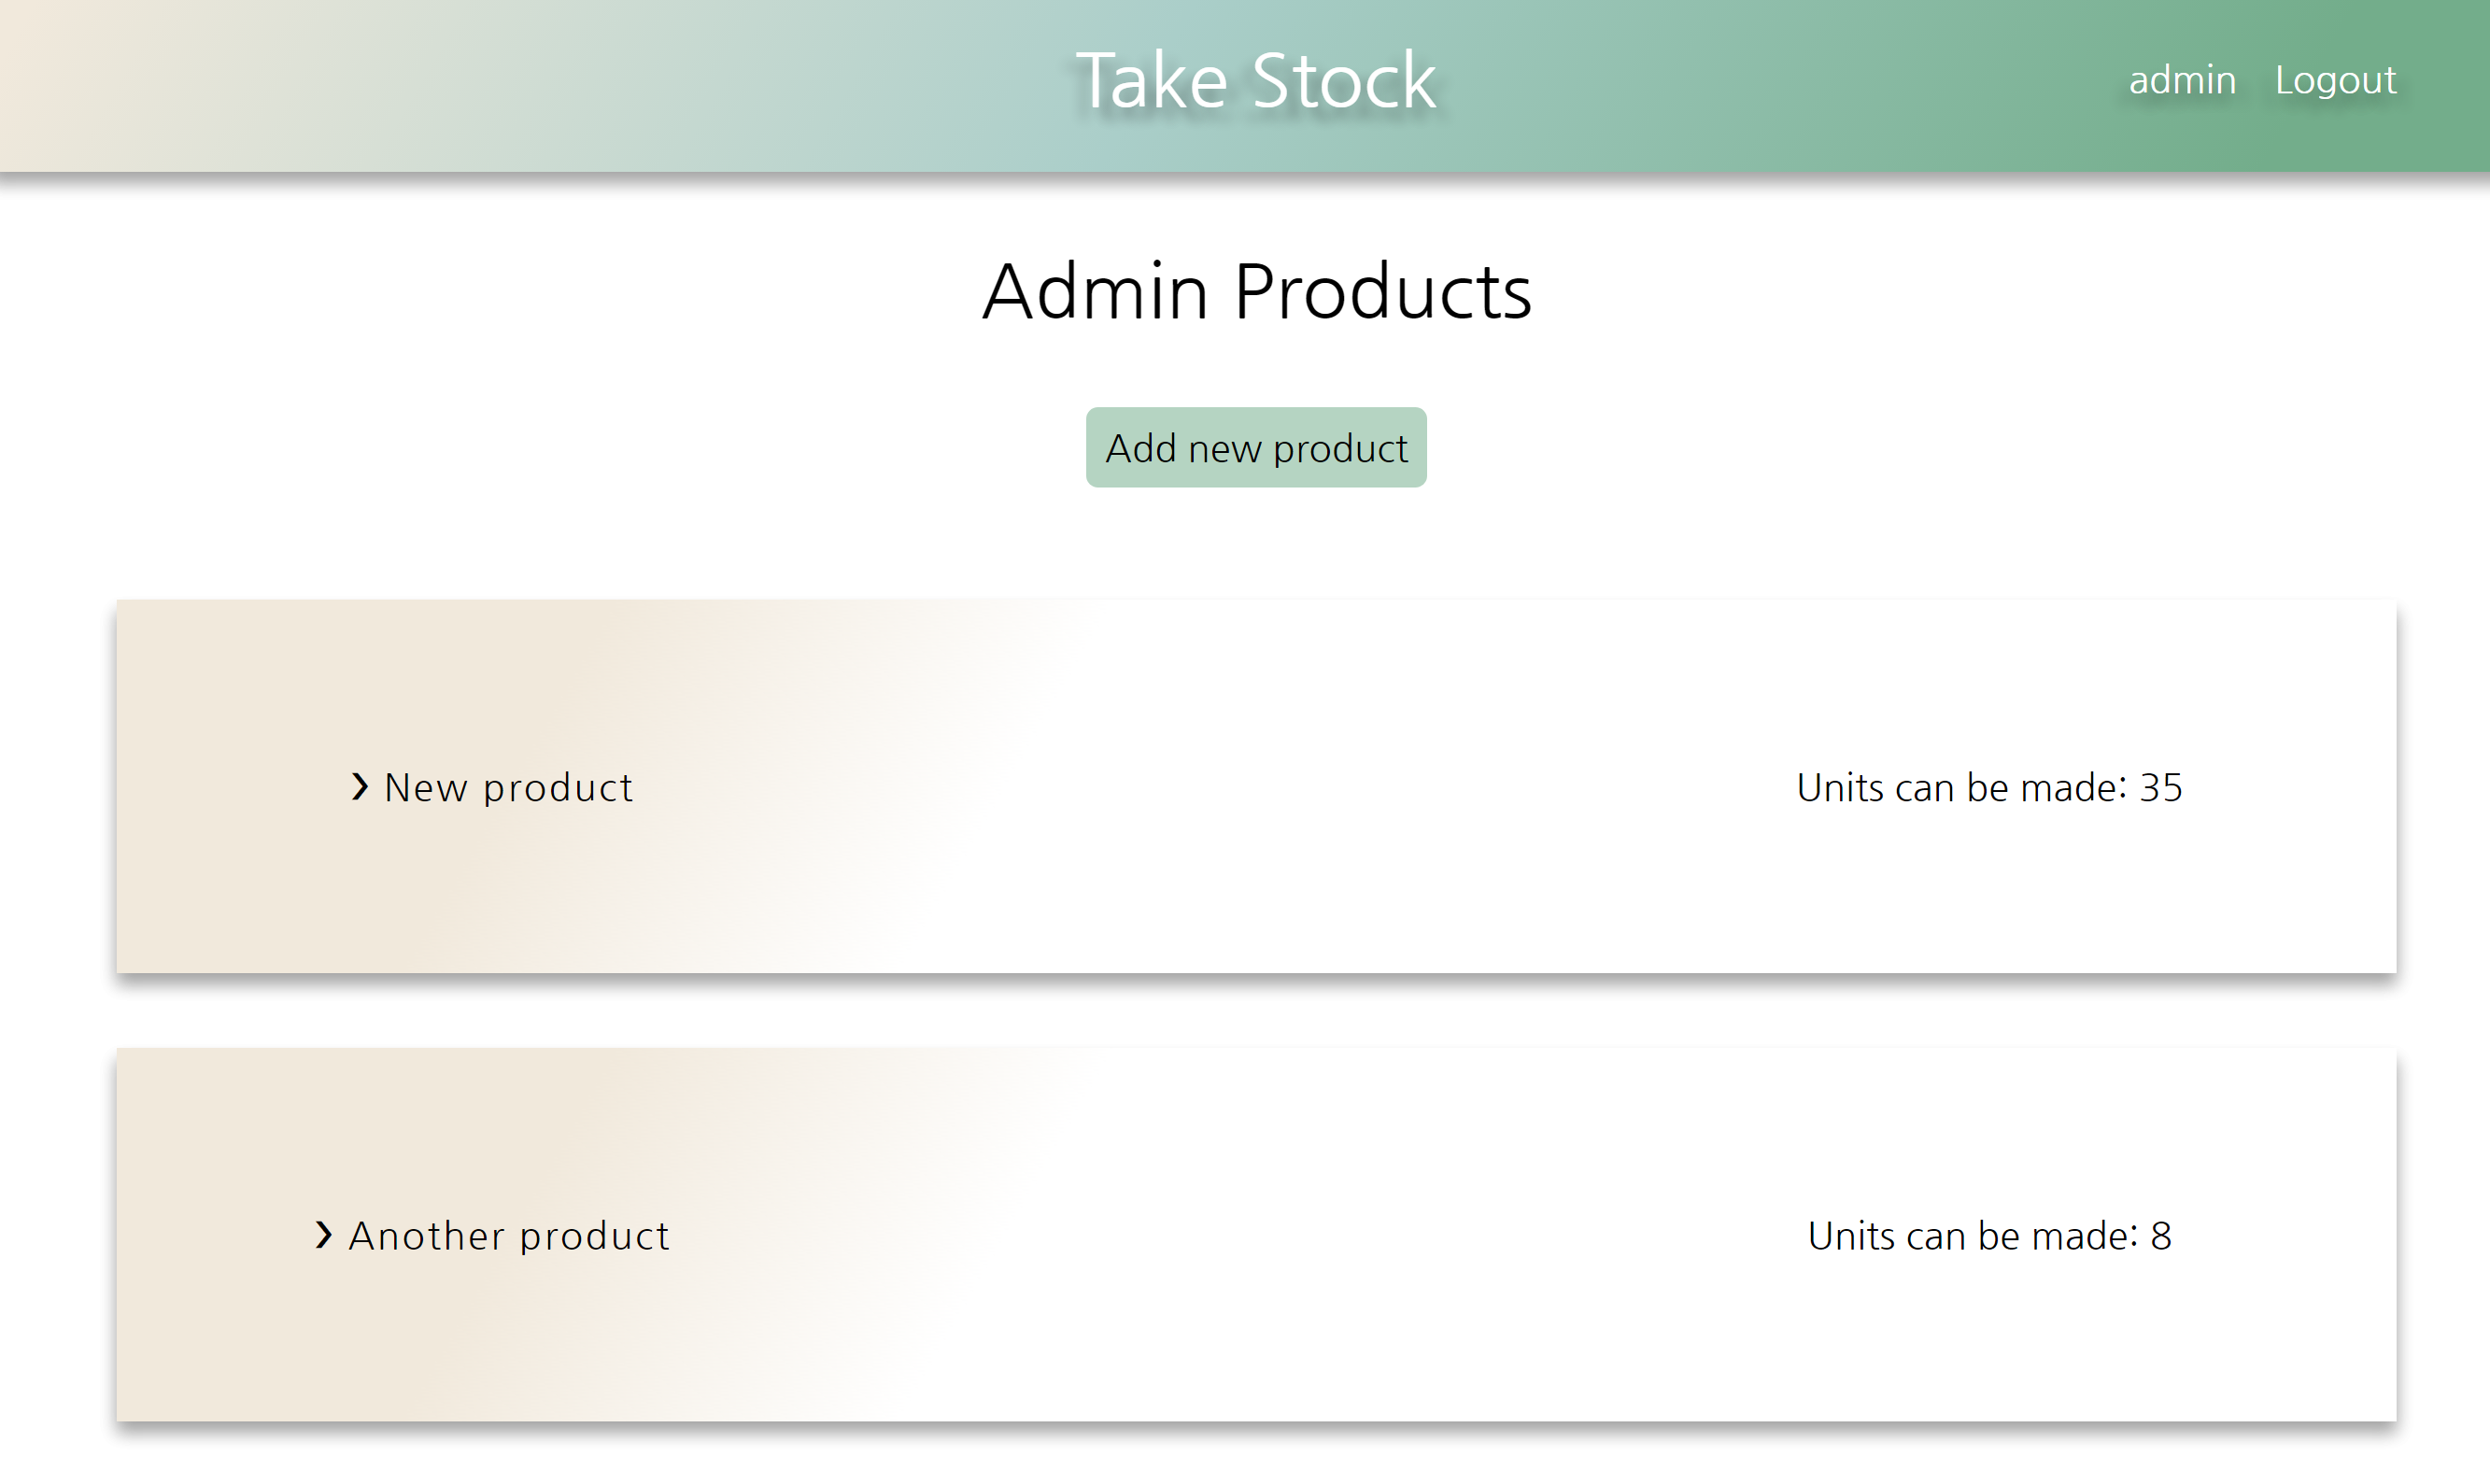 Take Stock
admin Logout
Admin Products
Add new product
❯ New product
Units can be made: 35
❯ Another product
Units can be made: 8